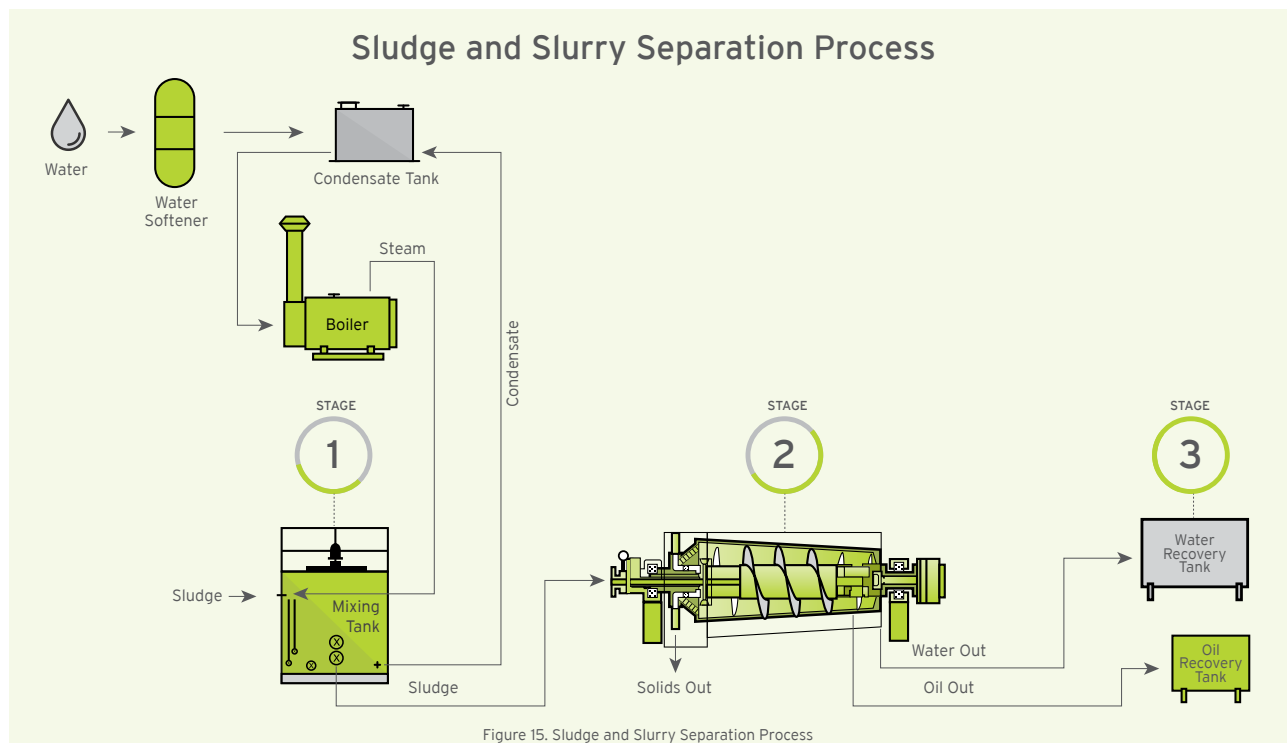 Sludge and Slurry Separation Process
Water
Water
Softener
Condensate Tank
Steam
Boiler
Condensate
STAGE
1
STAGE
2
STAGE
3
Sludge
Mixing
Tank
Sludge
Solids Out
Water Out
Oil Out
Water
Recovery
Tank
Oil
Recovery
Tank
Figure 15. Sludge and Slurry Separation Process